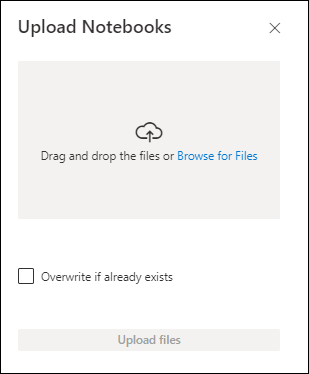 Upload Notebooks
Drag and drop the files or Browse for Files
Overwrite if already exists
Upload files